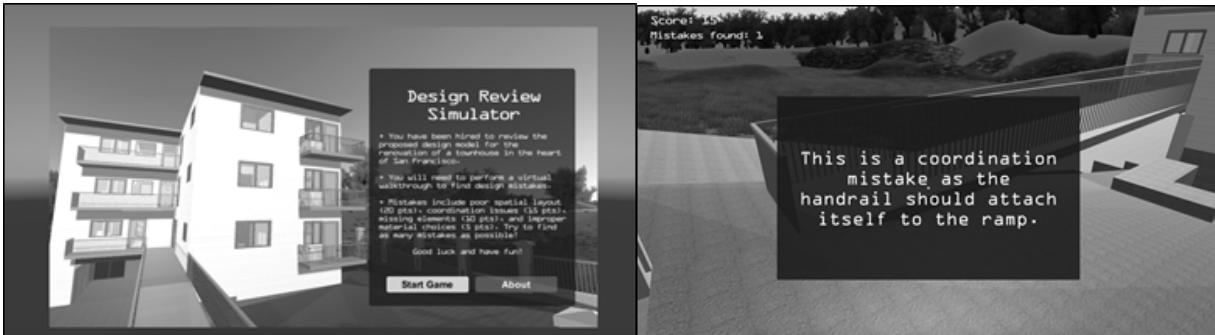 Design Review
Simulator
• You have been hired to review the
proposed design model for the
renovation of a townhouse in the heart
of San Francisco.
• You will need to perform a virtual
walkthrough to find design mistakes.
• Mistakes include poor spatial layout
(20 pts), coordination issues (15 pts),
missing elements (10 pts), and improper
material choices (5 pts). Try to find
as many mistakes as possible!
Good luck and have fun!
Start Game
About
Score: 15
Mistakes found: 1
This is a coordination
mistake as the
handrail should attach
itself to the ramp.